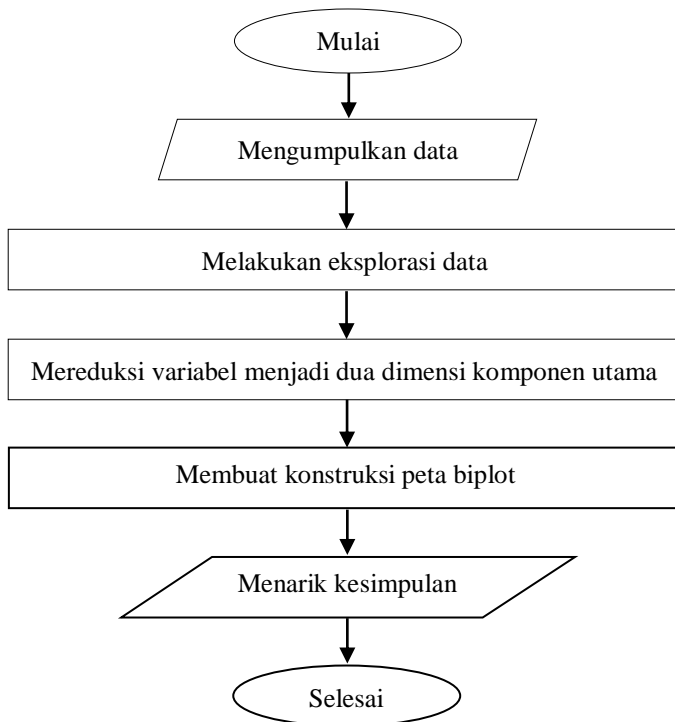 Mulai
Mengumpulkan data
Melakukan eksplorasi data
Mereduksi variabel menjadi dua dimensi komponen utama
Membuat konstruksi peta biplot
Menarik kesimpulan
Selesai